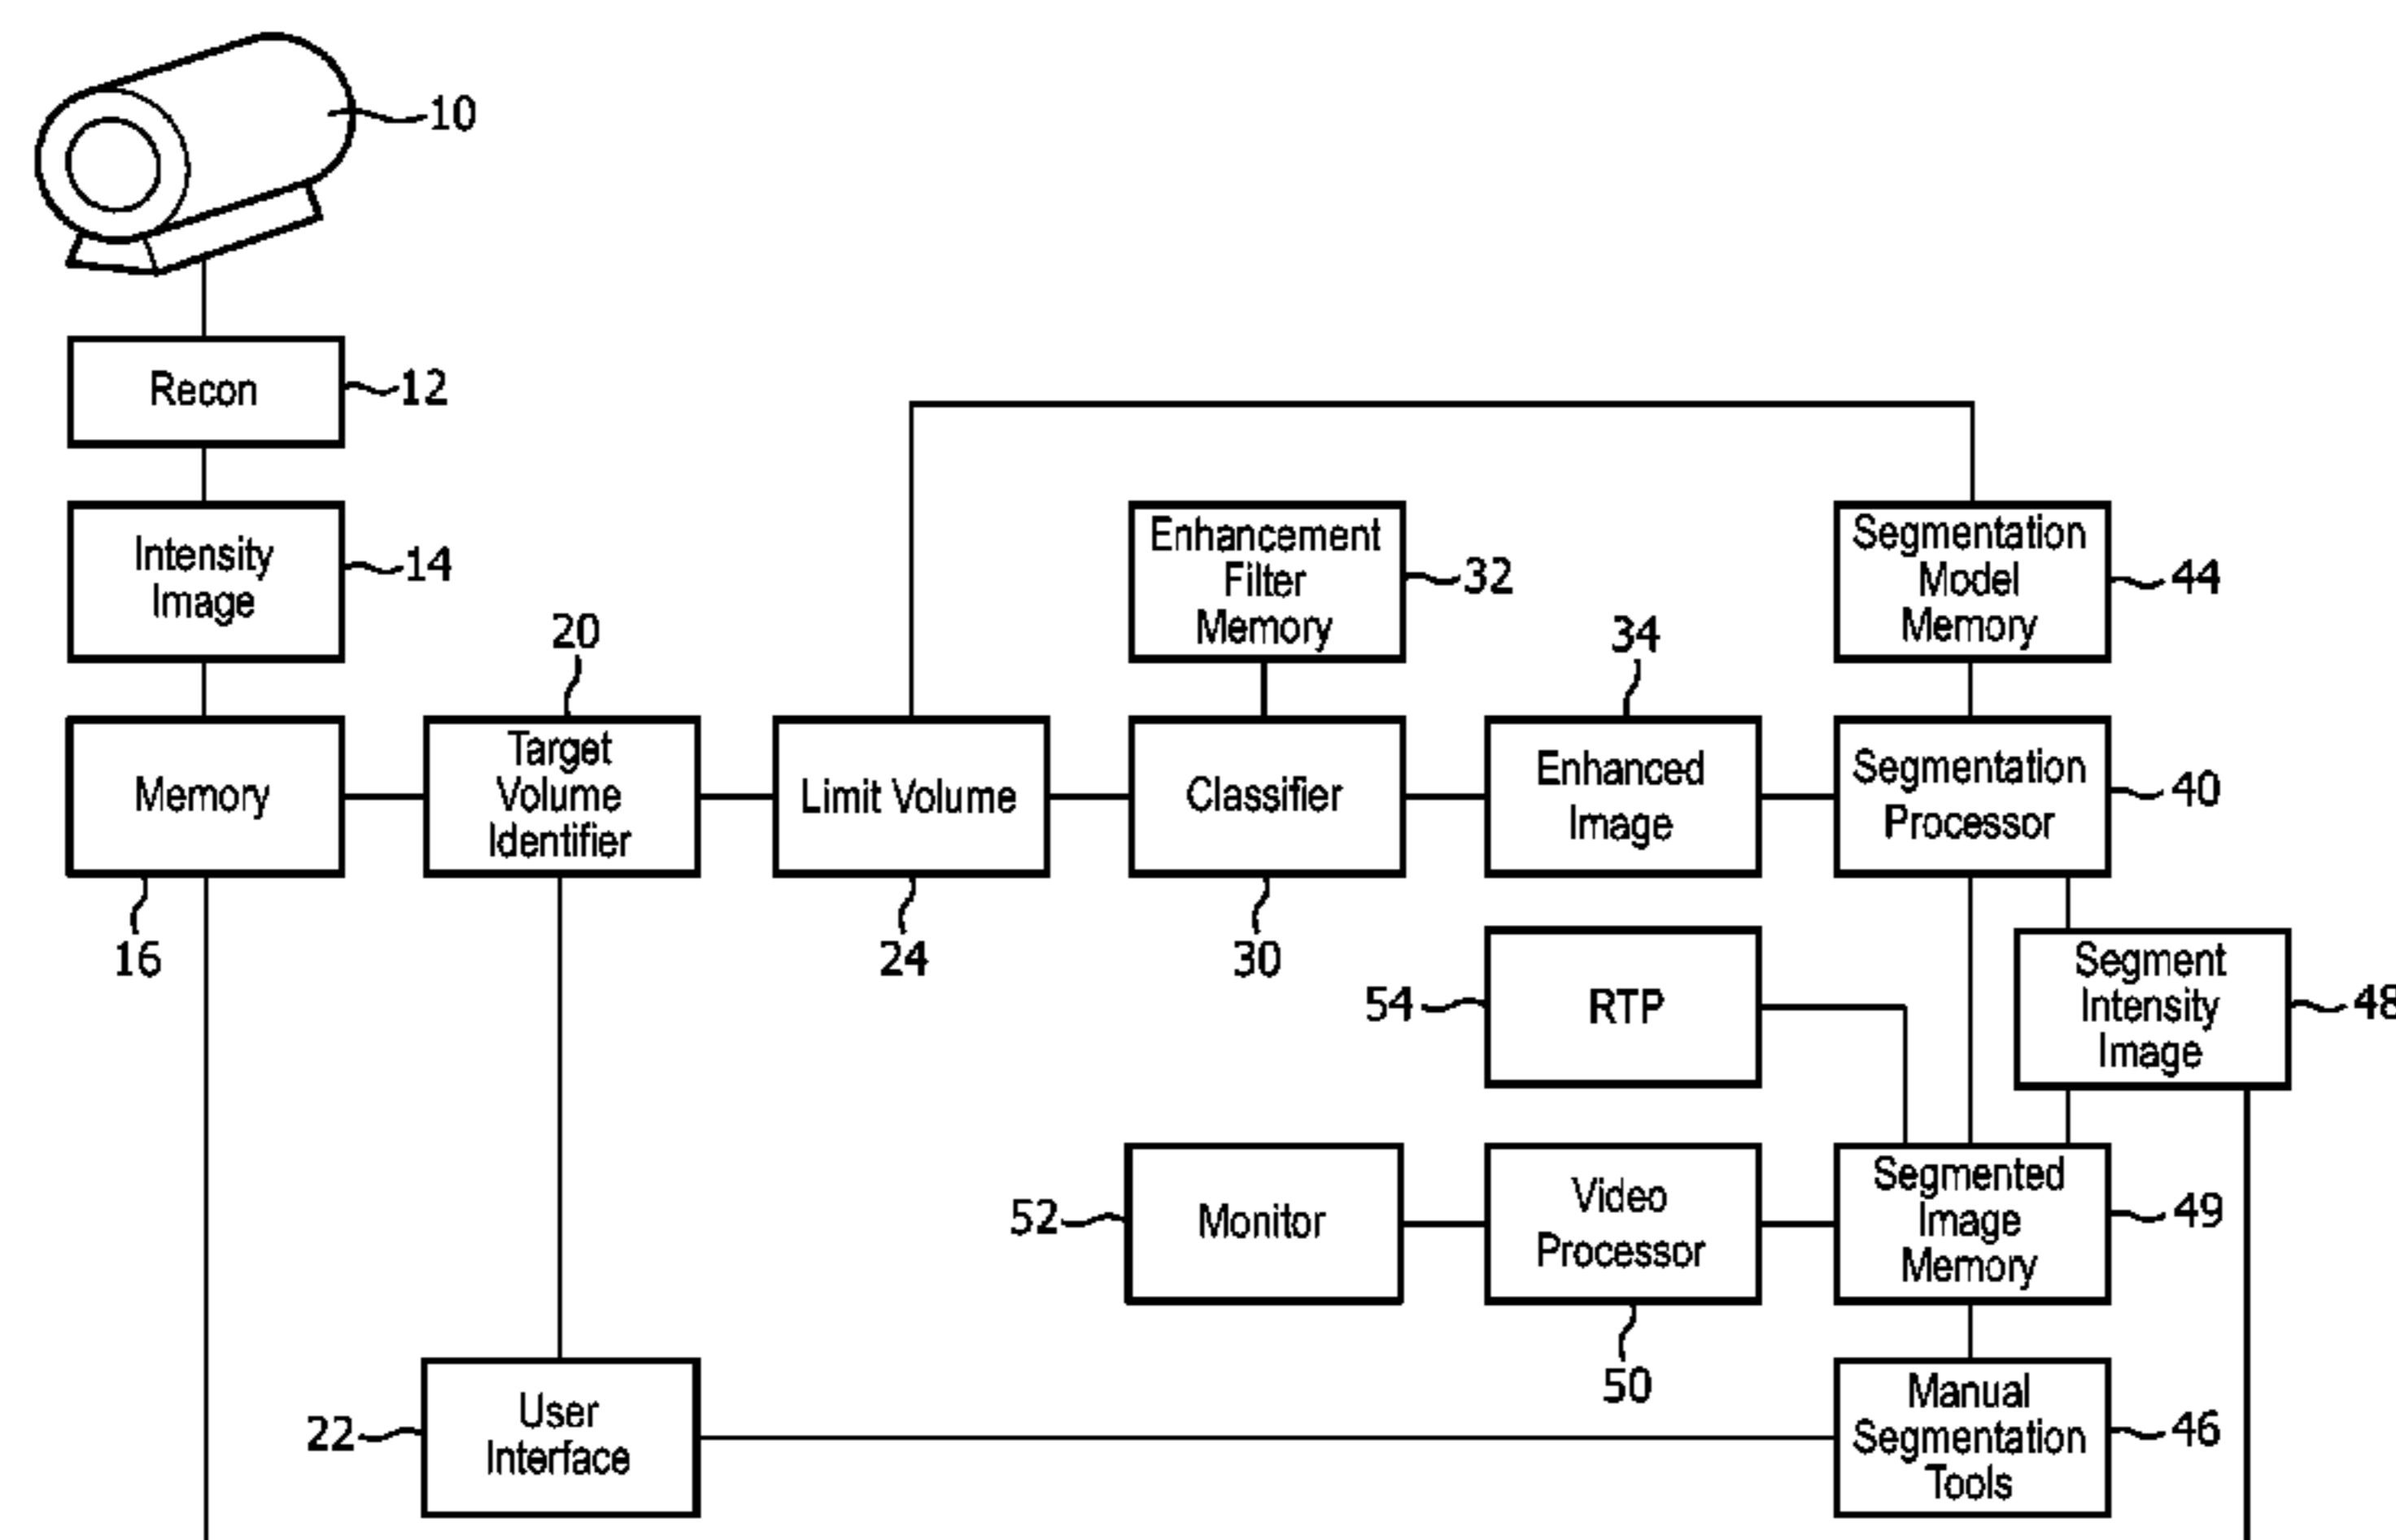 10
Recon
12
Intensity
Image
14
Enhancement
Filter
Memory
32
Segmentation
Model
Memory
44
20
34
Memory
Target
Volume
Identifier
Limit Volume
Classifier
Enhanced
Image
Segmentation
Processor
40
16
24
30
54
RTP
Segment
Intensity
Image
48
52
Monitor
Video
Processor
Segmented
Image
Memory
49
50
22
User
Interface
Manual
Segmentation
Tools
46